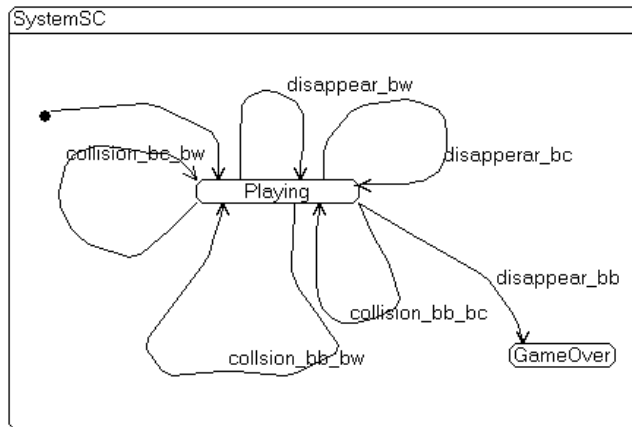 SystemSC
disappear_bw
collision_bc_bw
disapperar_bc
Playing
disappear_bb
collision_bb_bc
collsion_bb_bw
GameOver